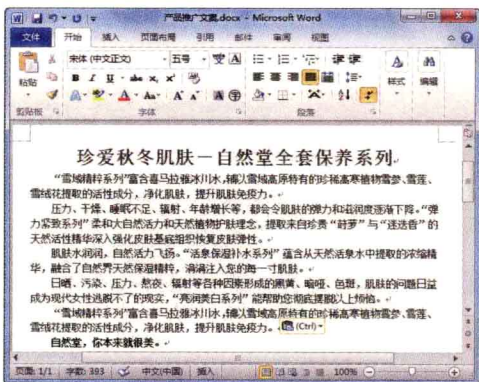 产品推广文案.docx - Microsoft Word
文件 开始 插入 页面布局 引用 邮件 审阅 视图
宋体 (中文正文) 五号
粘贴 B I U abc x₂ x² 样式 编辑
剪贴板 字体 段落
珍爱秋冬肌肤－自然堂全套保养系列
“雪域精粹系列”富含喜马拉雅冰川水,辅以雪域高原特有的珍稀高寒植物雪参、雪莲、
雪绒花提取的活性成分，净化肌肤，提升肌肤免疫力。
压力、干燥、睡眠不足、辐射、年龄增长等，都会令肌肤的弹力和滋润度逐渐下降。“弹
力紧致系列”柔和大自然活力和天然植物护肤理念，提取来自珍贵“莳萝”与“迷迭香”的
天然活性精华深入强化皮肤基底组织恢复皮肤弹性。
肌肤水润润，自然活力飞扬。“活泉保湿补水系列”蕴含从天然活泉水中提取的浓缩精
华，融合了自然界天然保湿精粹，涓涓注入您的每一寸肌肤。
日晒、污染、压力、熬夜、辐射等各种因素形成的黑黄、暗哑、色斑，肌肤的问题日益
成为现代女性逃脱不了的现实，“亮润美白系列”能帮助您彻底摆脱以上烦恼。
“雪域精粹系列”富含喜马拉雅冰川水,辅以雪域高原特有的珍稀高寒植物雪参、雪莲、
雪绒花提取的活性成分，净化肌肤，提升肌肤免疫力。 (Ctrl)
自然堂，你本来就很美。
页面: 1/1 字数: 393 中文(中国) 插入 100%